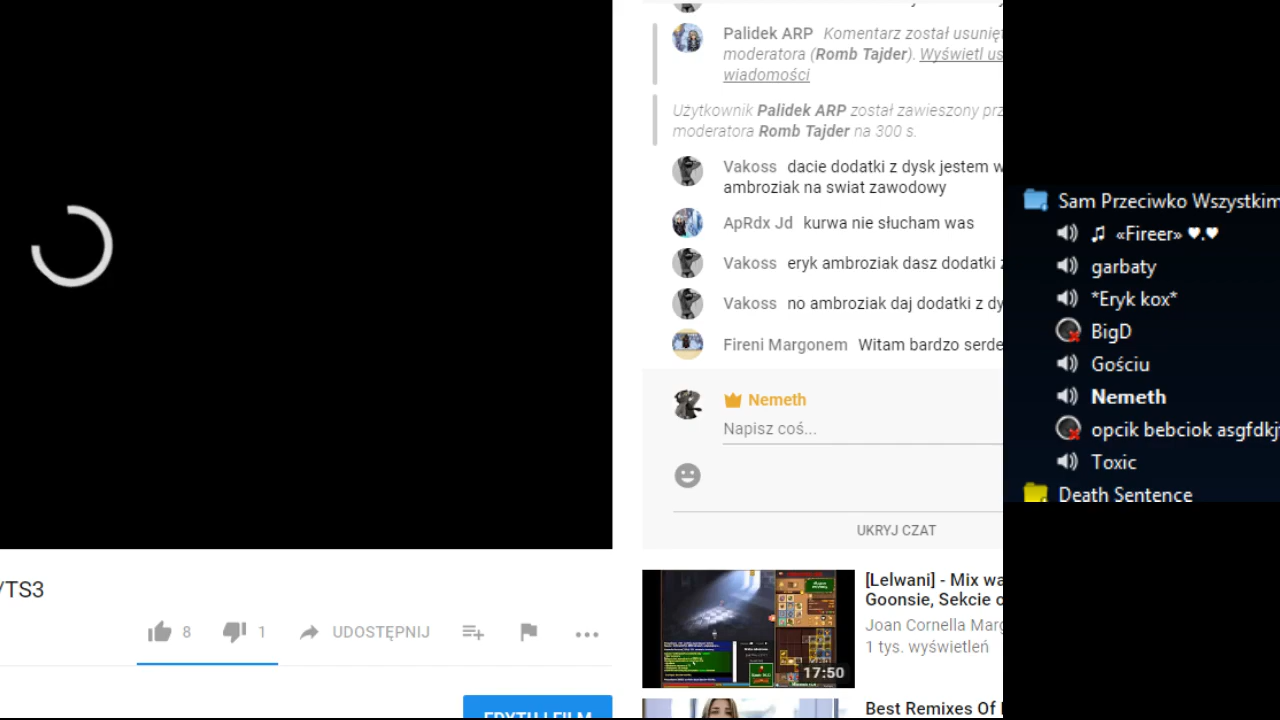 Palidek ARP Komentarz został usunięt
moderatora (Romb Tajder). Wyświetl us
wiadomości
Użytkownik Palidek ARP został zawieszony prz
moderatora Romb Tajder na 300 s.
Vakoss dacie dodatki z dysk jestem w
ambroziak na swiat zawodowy
ApRdx Jd kurwa nie słucham was
Vakoss eryk ambroziak dasz dodatki z
Vakoss no ambroziak daj dodatki z dy
Fireni Margonem Witam bardzo serde
Nemeth
Napisz coś...
UKRYJ CZAT
/TS3
8
1
UDOSTĘPNIJ
EDYTUJ FILM
[Lelwani] - Mix wa
Goonsie, Sekcie o
Joan Cornella Marg
1 tys. wyświetleń
17:50
Best Remixes Of
Sam Przeciwko Wszystkim
«Fireer» ♥.♥
garbaty
*Eryk kox*
BigD
Gościu
Nemeth
opcik bebciok asgfdkj
Toxic
Death Sentence